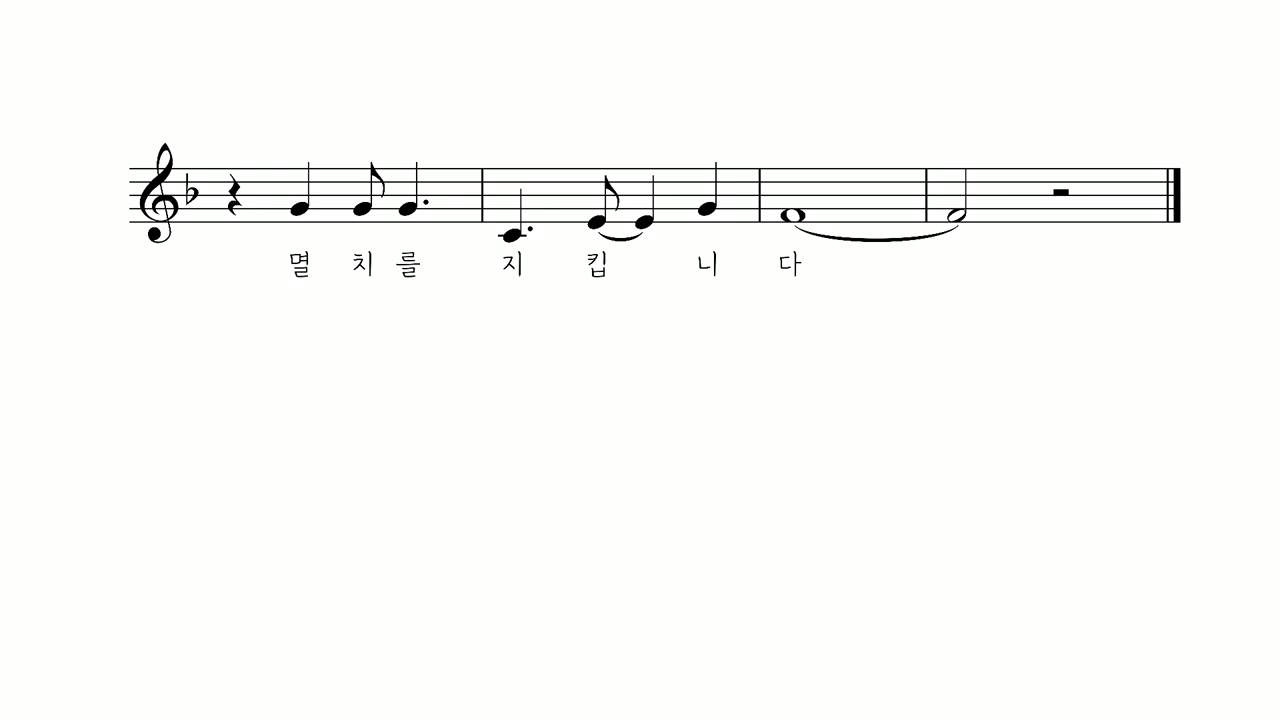 멸 치 를 지 킵 니 다